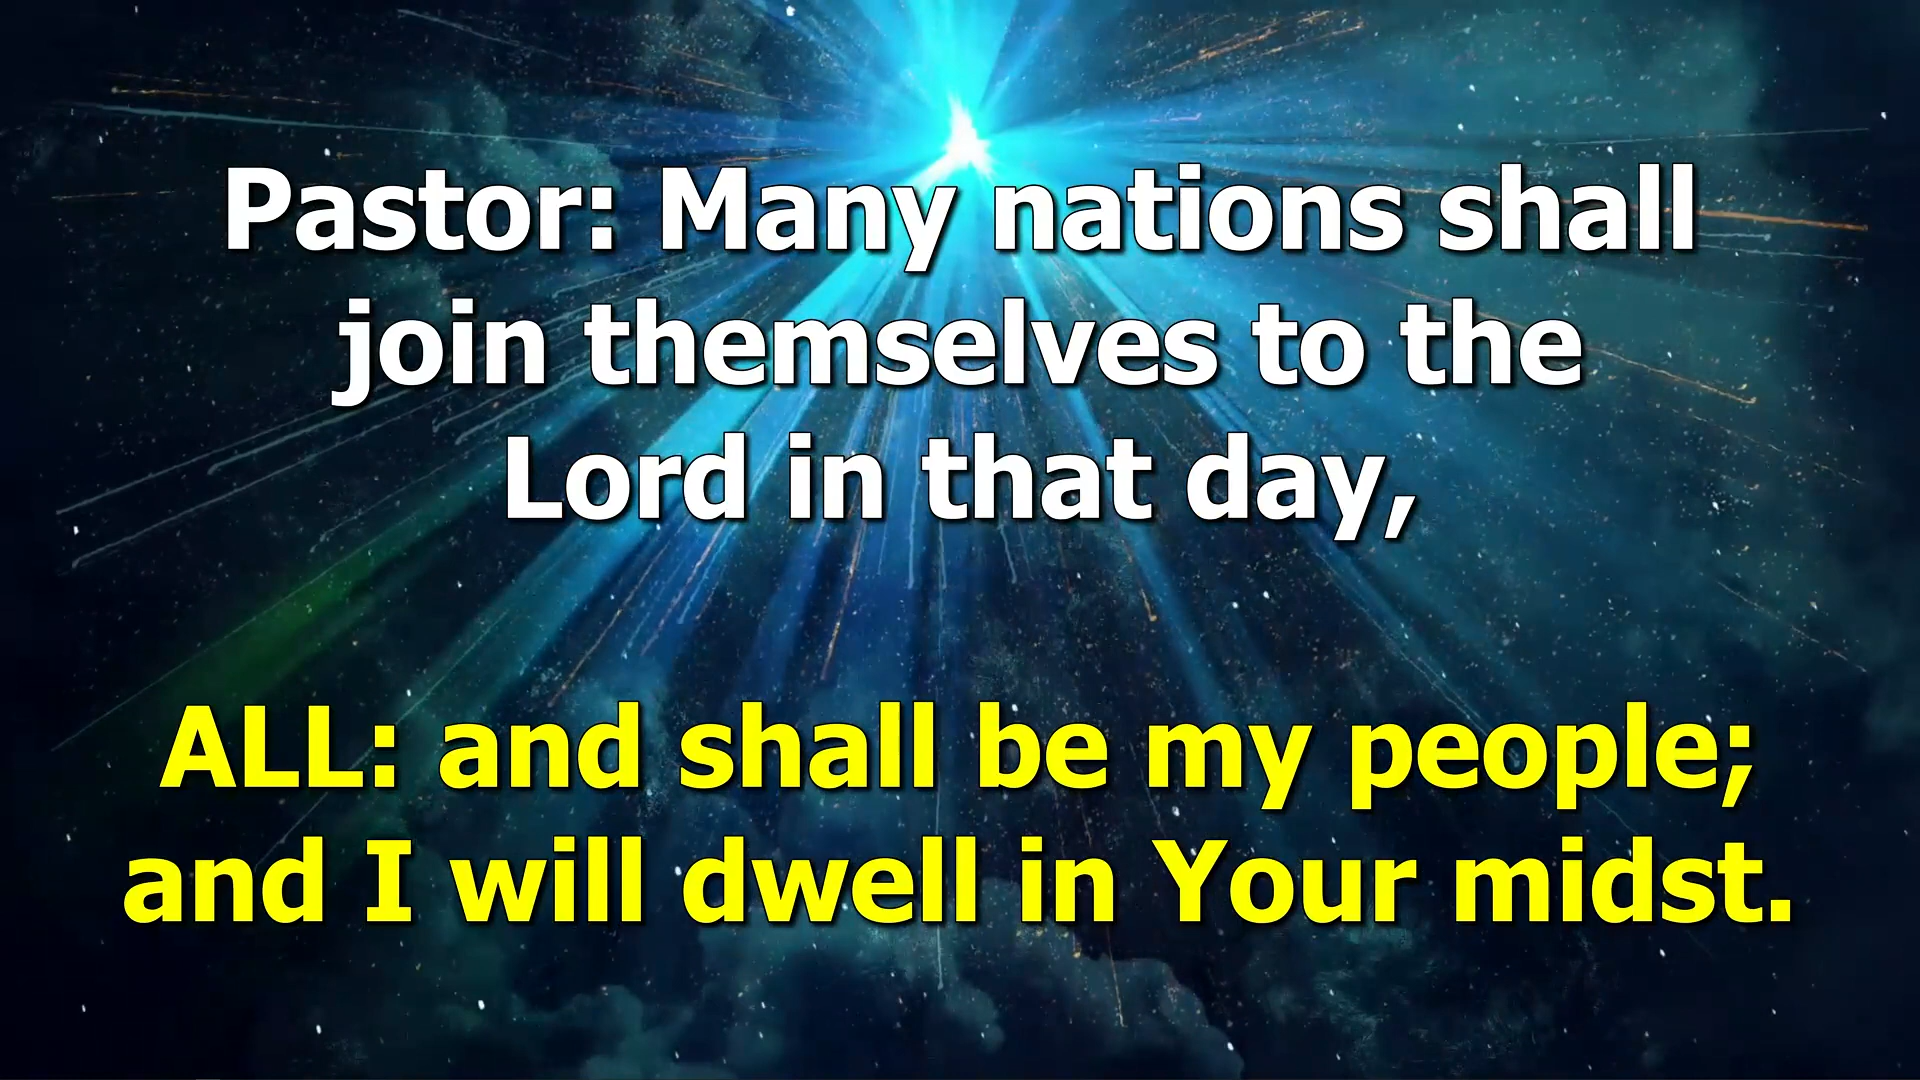 Pastor: Many nations shall
join themselves to the
Lord in that day,
ALL: and shall be my people;
and I will dwell in Your midst.